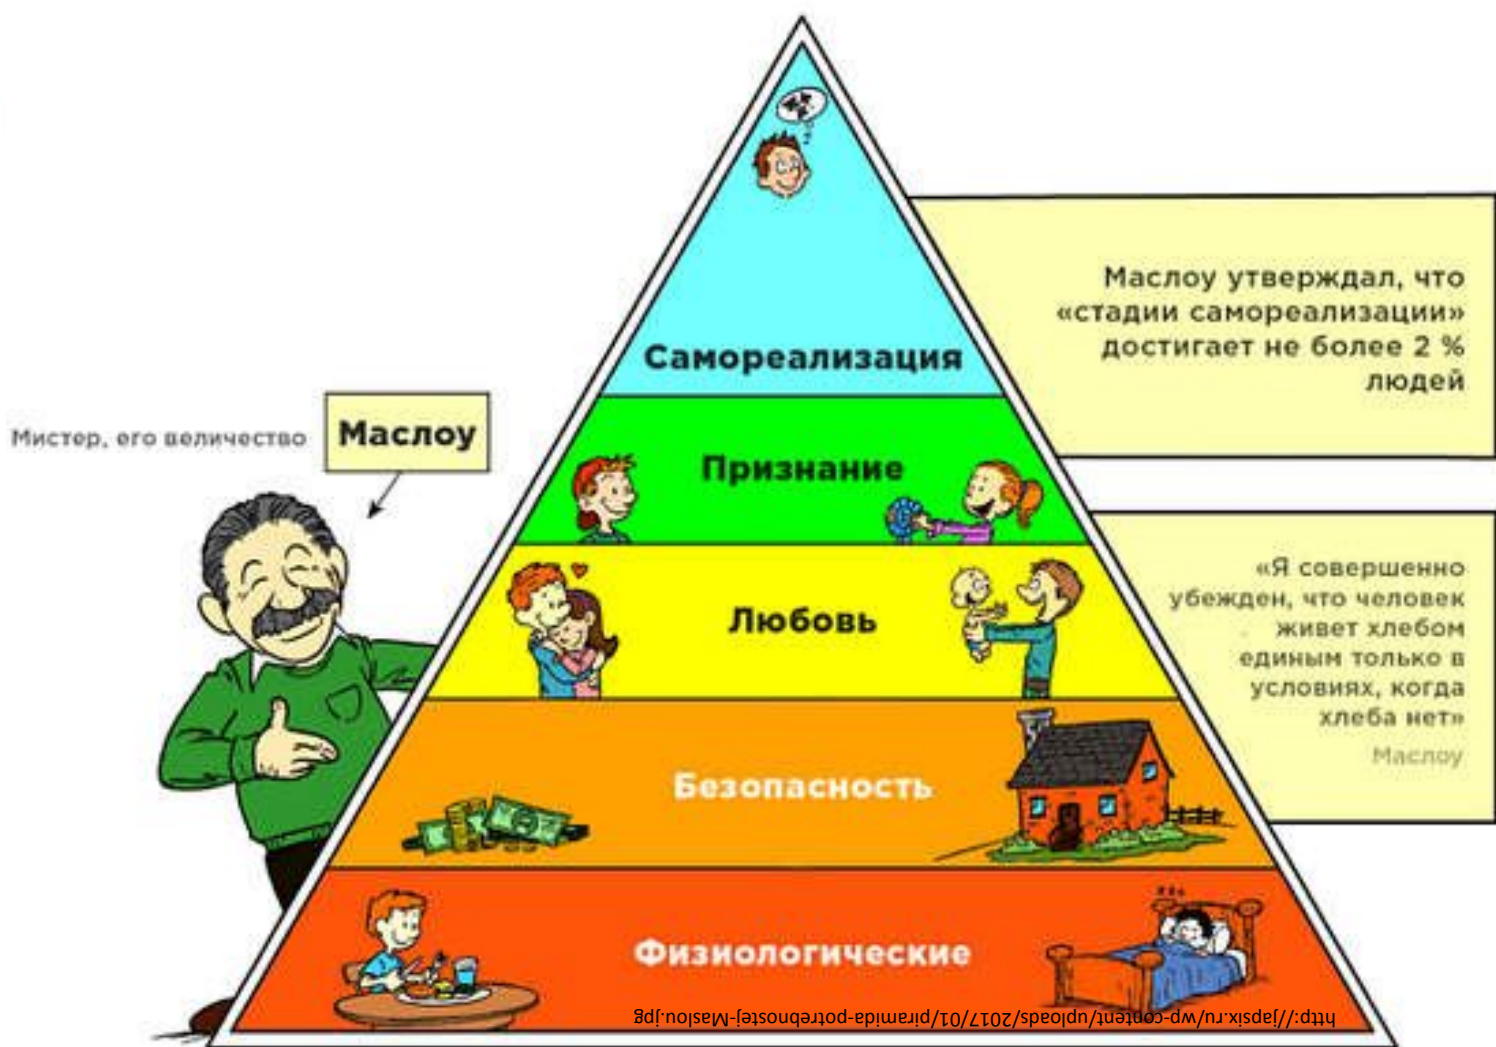 Самореализация
Маслоу утверждал, что
«стадии самореализации»
достигает не более 2 %
людей
Мистер, его величество
Маслоу
Признание
«Я совершенно
убежден, что человек
живет хлебом
единым только в
условиях, когда
хлеба нет»
Маслоу
Любовь
Безопасность
Физиологические
http://japsix.ru/wp-content/uploads/2017/01/piramida-potrebnostej-Maslou.jpg